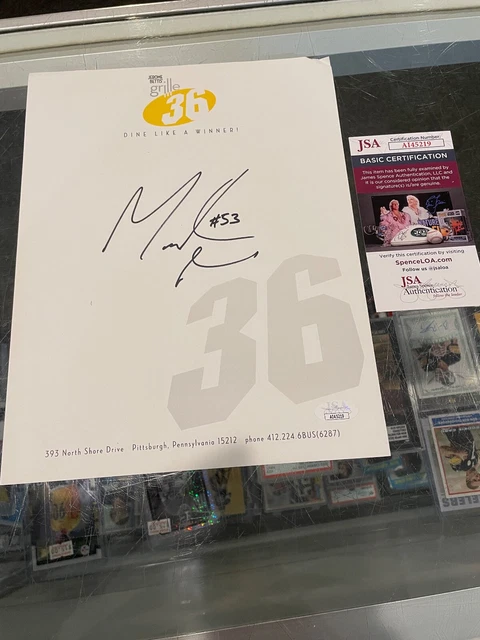 JEROME
BETTIS
grille
36
DINE LIKE A WINNER!
#53
36
AI45219
393 North Shore Drive Pittsburgh, Pennsylvania 15212 phone 412.224.6BUS(6287)
JSA
Certification Number:
AI45219
BASIC CERTIFICATION
This item has been fully examined by
James Spence Authentication, LLC and
it is our considered opinion that the
signature(s) is/are genuine.
Verify this certification by visiting
SpenceLOA.com
Follow us @jsaloa
JSA
Authentication